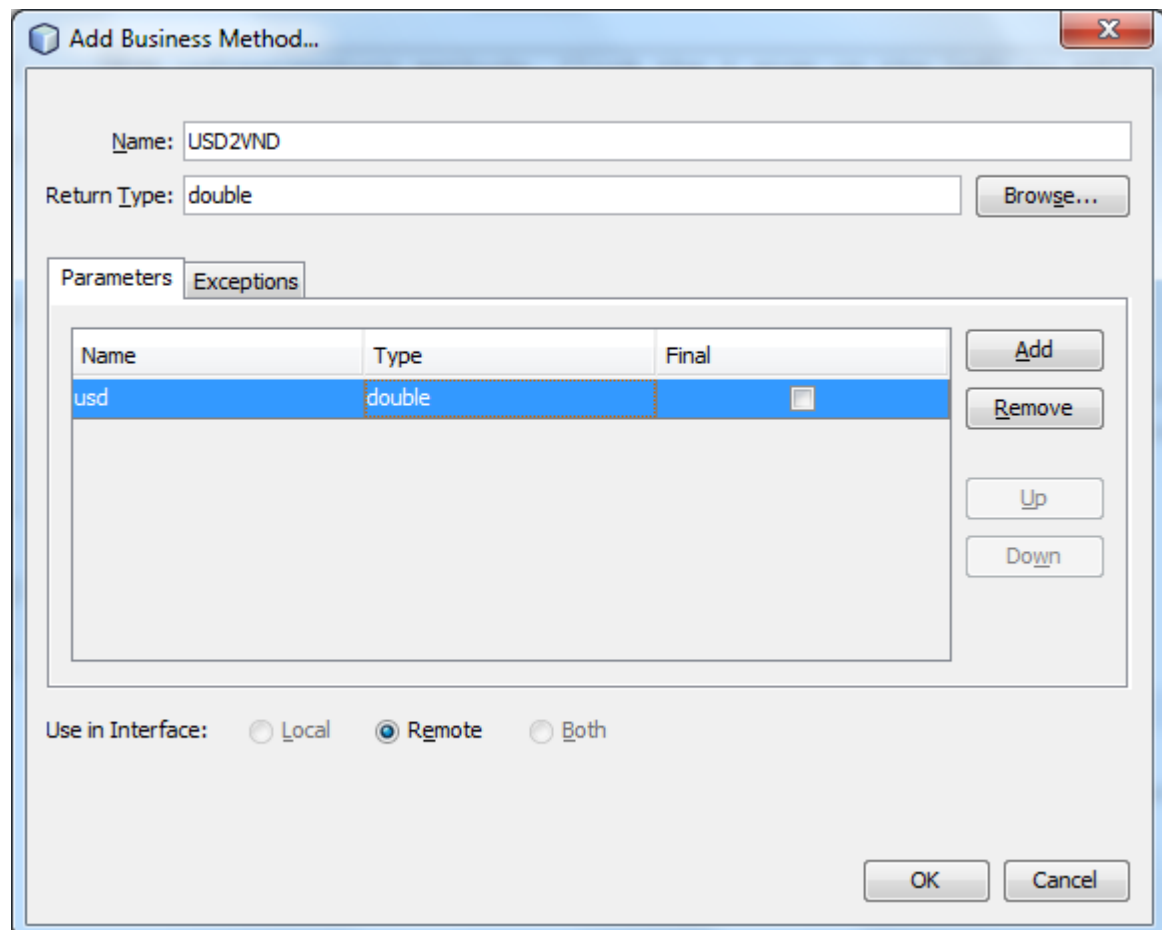 Add Business Method...
Name: USD2VND
Return Type: double Browse...
Parameters Exceptions
Name Type Final Add
usd double Remove
Up
Down
Use in Interface: Local Remote Both
OK Cancel